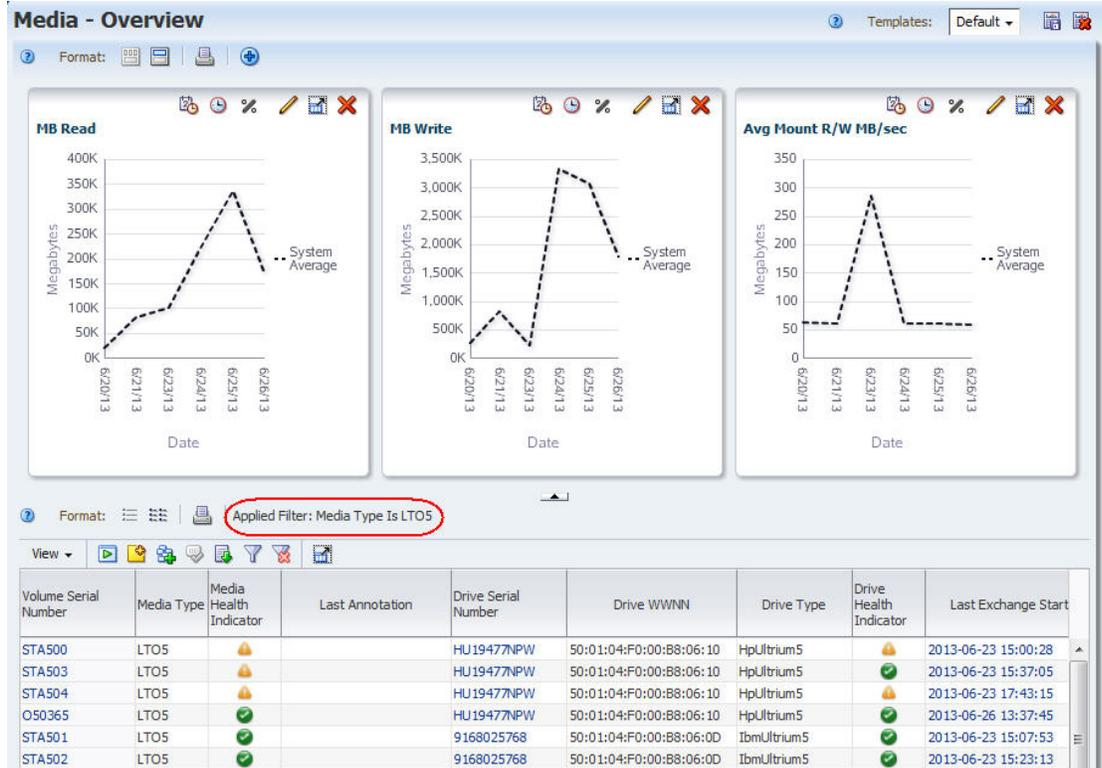 Media - Overview
Templates: Default
Format:
MB Read
400K
350K
300K
250K
200K
150K
100K
50K
0K
Megabytes
6/20/13 6/21/13 6/23/13 6/24/13 6/25/13 6/26/13
Date
System
Average
MB Write
3,500K
3,000K
2,500K
2,000K
1,500K
1,000K
500K
0K
Megabytes
6/20/13 6/21/13 6/23/13 6/24/13 6/25/13 6/26/13
Date
System
Average
Avg Mount R/W MB/sec
350
300
250
200
150
100
50
0
Megabytes
6/20/13 6/21/13 6/23/13 6/24/13 6/25/13 6/26/13
Date
System
Average
Format: Applied Filter: Media Type Is LTO5
View
Volume Serial Number Media Type Media Health Indicator Last Annotation Drive Serial Number Drive WWNN Drive Type Drive Health Indicator Last Exchange Start
STA500 LTO5 HU19477NPW 50:01:04:F0:00:B8:06:10 HpUltrium5 2013-06-23 15:00:28
STA503 LTO5 HU19477NPW 50:01:04:F0:00:B8:06:10 HpUltrium5 2013-06-23 15:37:05
STA504 LTO5 HU19477NPW 50:01:04:F0:00:B8:06:10 HpUltrium5 2013-06-23 17:43:15
O50365 LTO5 HU19477NPW 50:01:04:F0:00:B8:06:10 HpUltrium5 2013-06-26 13:37:45
STA501 LTO5 9168025768 50:01:04:F0:00:B8:06:0D IbmUltrium5 2013-06-23 15:07:53
STA502 LTO5 9168025768 50:01:04:F0:00:B8:06:0D IbmUltrium5 2013-06-23 15:23:13